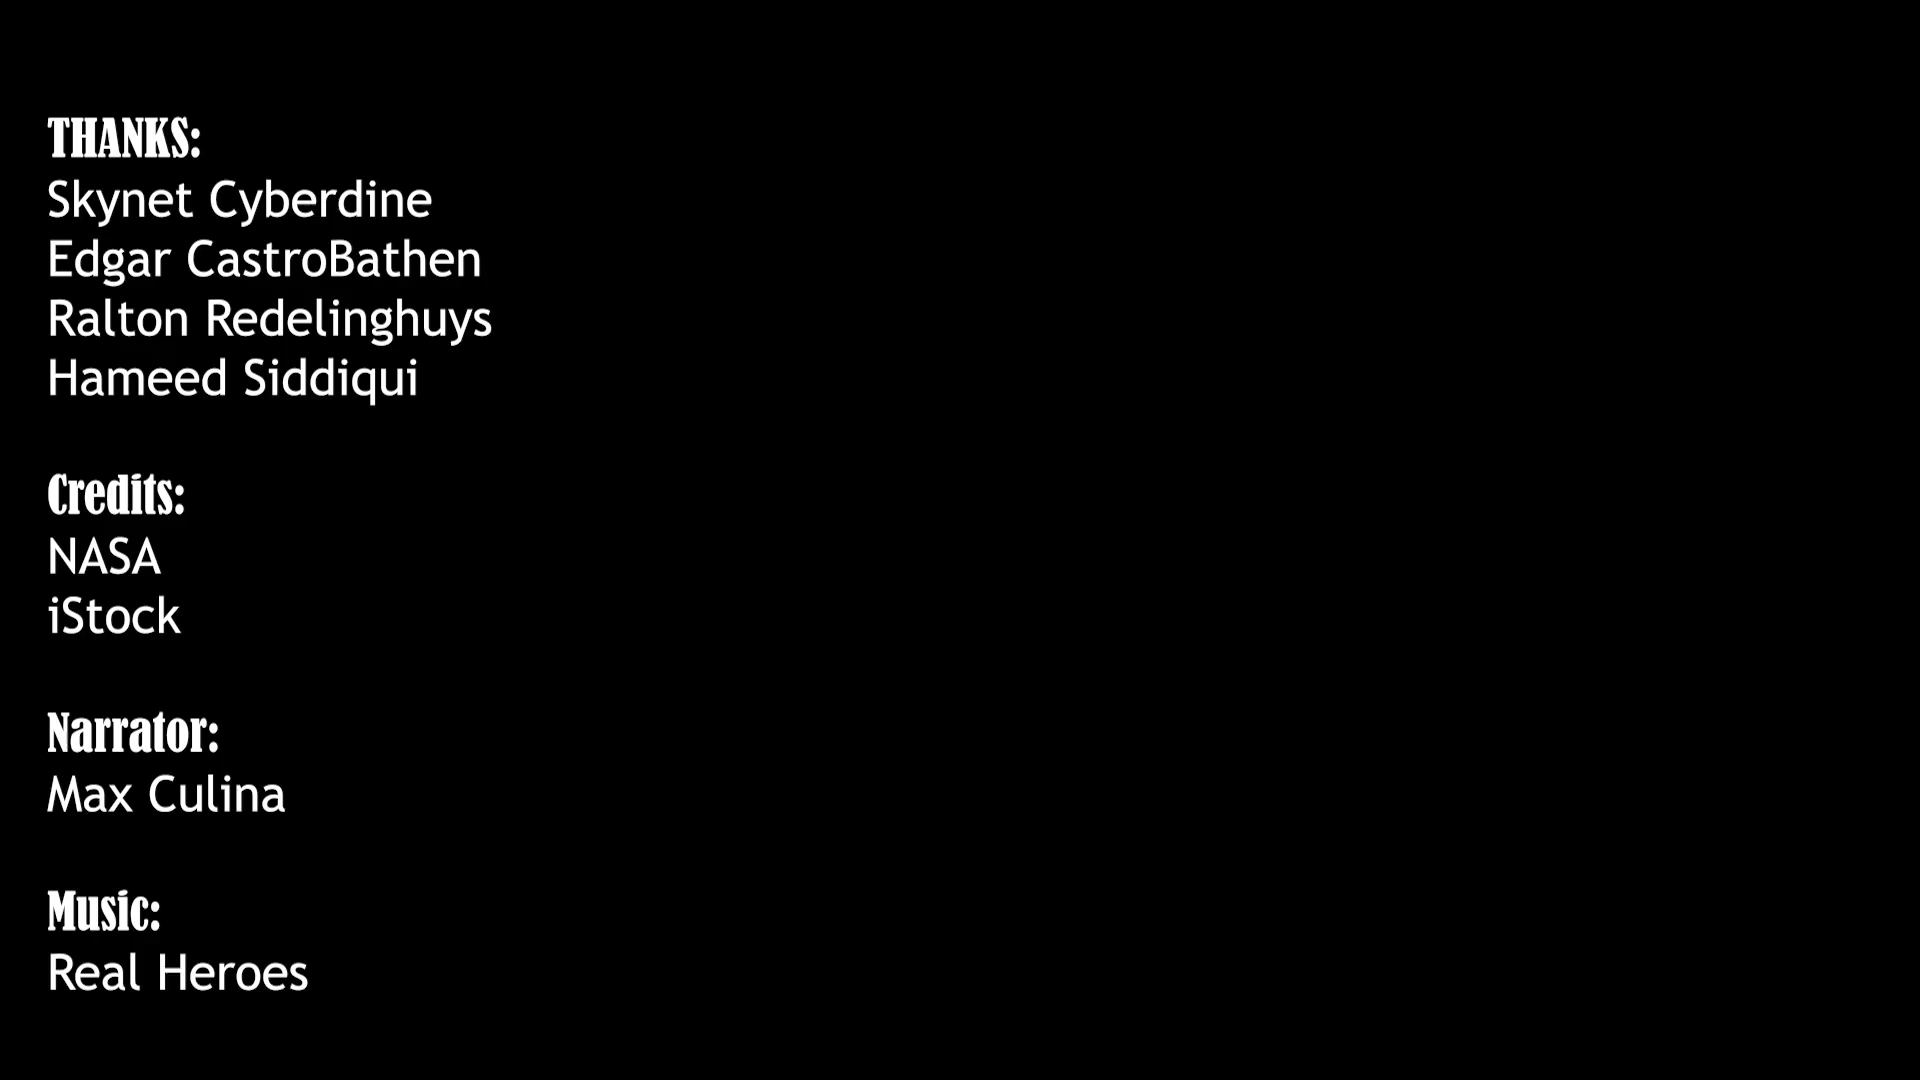 THANKS:
Skynet Cyberdine
Edgar CastroBathen
Ralton Redelinghuys
Hameed Siddiqui
Credits:
NASA
iStock
Narrator:
Max Culina
Music:
Real Heroes